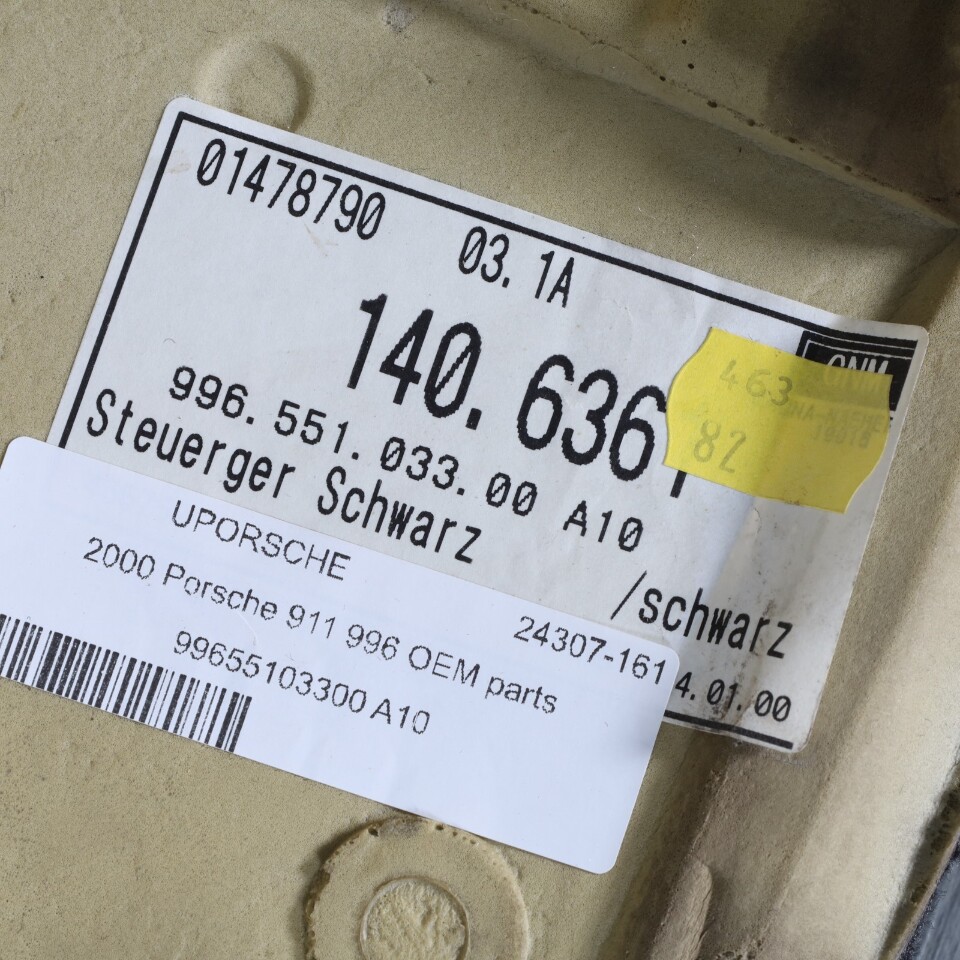 01478790
03.1A
140.636
463
82
996.551.033.00 A10
Steuerger Schwarz
/schwarz
4.01.00
UPORSCHE
24307-161
2000 Porsche 911 996 OEM parts
99655103300 A10